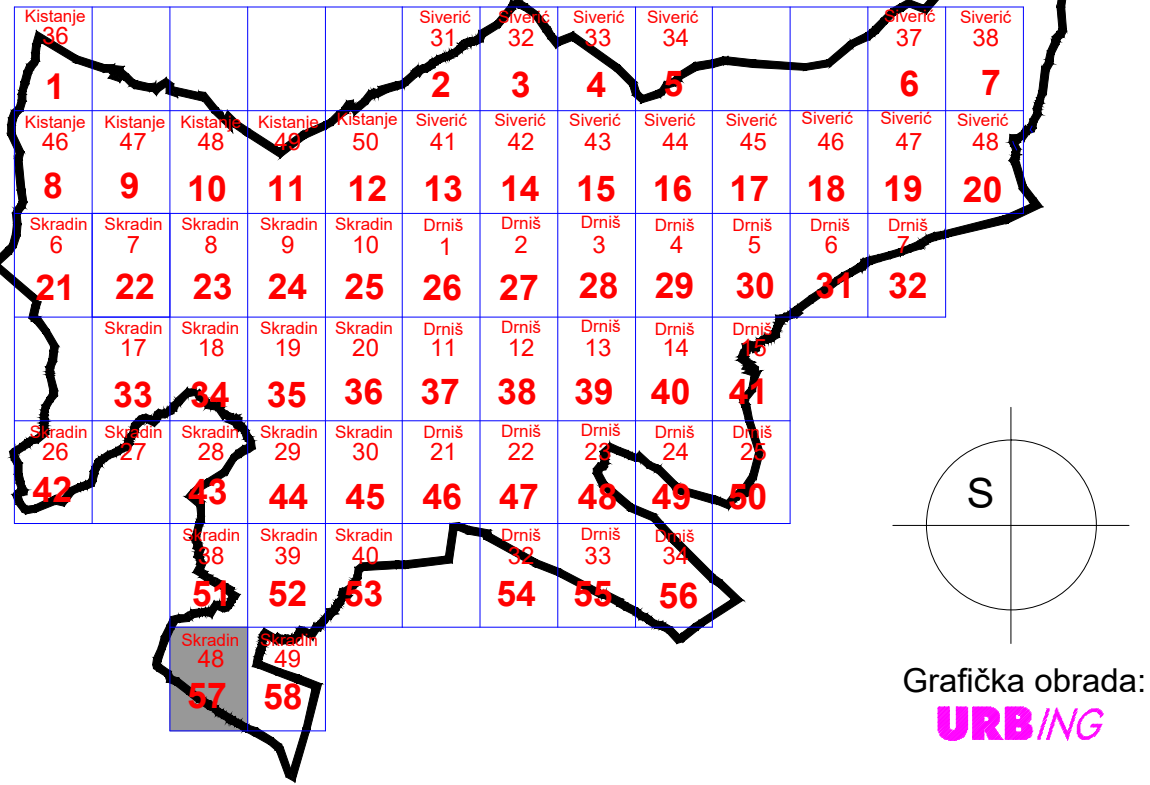 Kistanje Siverić Siverić Siverić Siverić Siverić Siverić
36 31 32 33 34 37 38
1 2 3 4 5 6 7
Kistanje Kistanje Kistanje Kistanje Kistanje Siverić Siverić Siverić Siverić Siverić Siverić Siverić Siverić
46 47 48 49 50 41 42 43 44 45 46 47 48
8 9 10 11 12 13 14 15 16 17 18 19 20
Skradin Skradin Skradin Skradin Skradin Drniš Drniš Drniš Drniš Drniš Drniš Drniš
6 7 8 9 10 1 2 3 4 5 6 7
21 22 23 24 25 26 27 28 29 30 31 32
Skradin Skradin Skradin Skradin Drniš Drniš Drniš Drniš Drniš
17 18 19 20 11 12 13 14 15
33 34 35 36 37 38 39 40 41
Skradin Skradin Skradin Skradin Skradin Drniš Drniš Drniš Drniš Drniš
26 27 28 29 30 21 22 23 24 25
42 43 44 45 46 47 48 49 50
Skradin Skradin Skradin Drniš Drniš Drniš
38 39 40 32 33 34
51 52 53 54 55 56
Skradin Skradin
48 49
57 58
S
Grafička obrada:
URBING